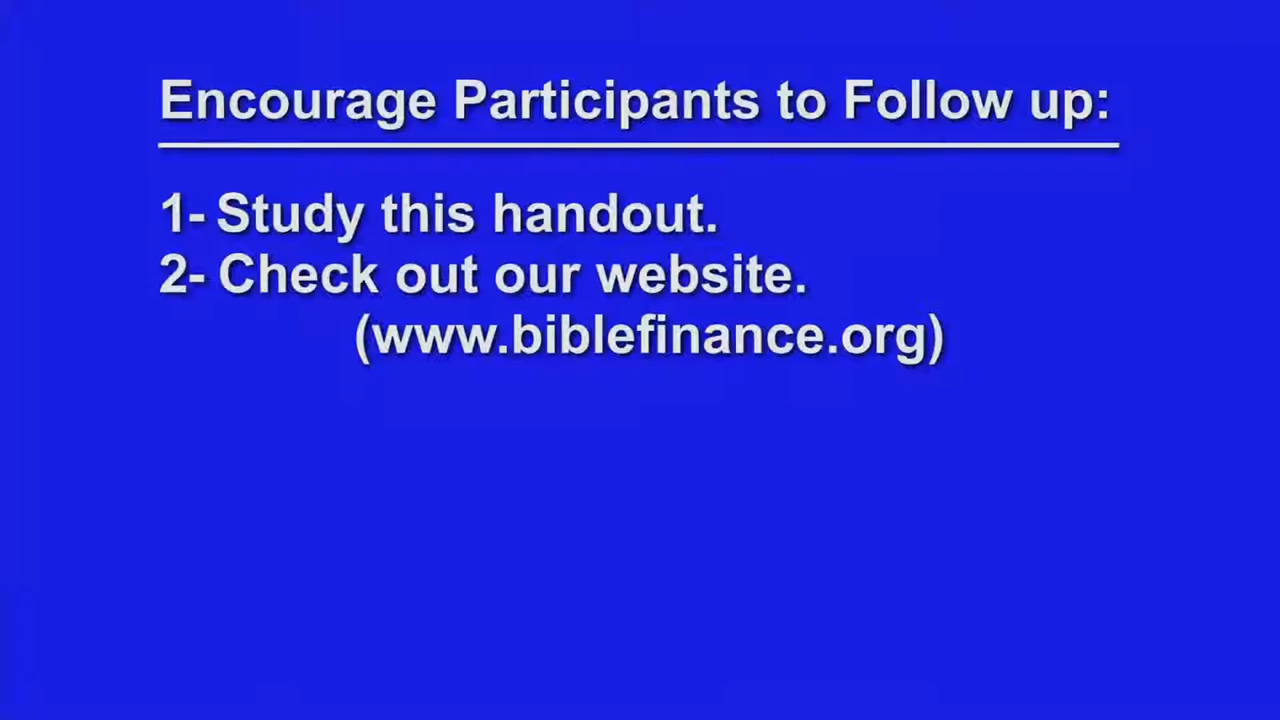 Encourage Participants to Follow up:
1- Study this handout.
2- Check out our website.
(www.biblefinance.org)